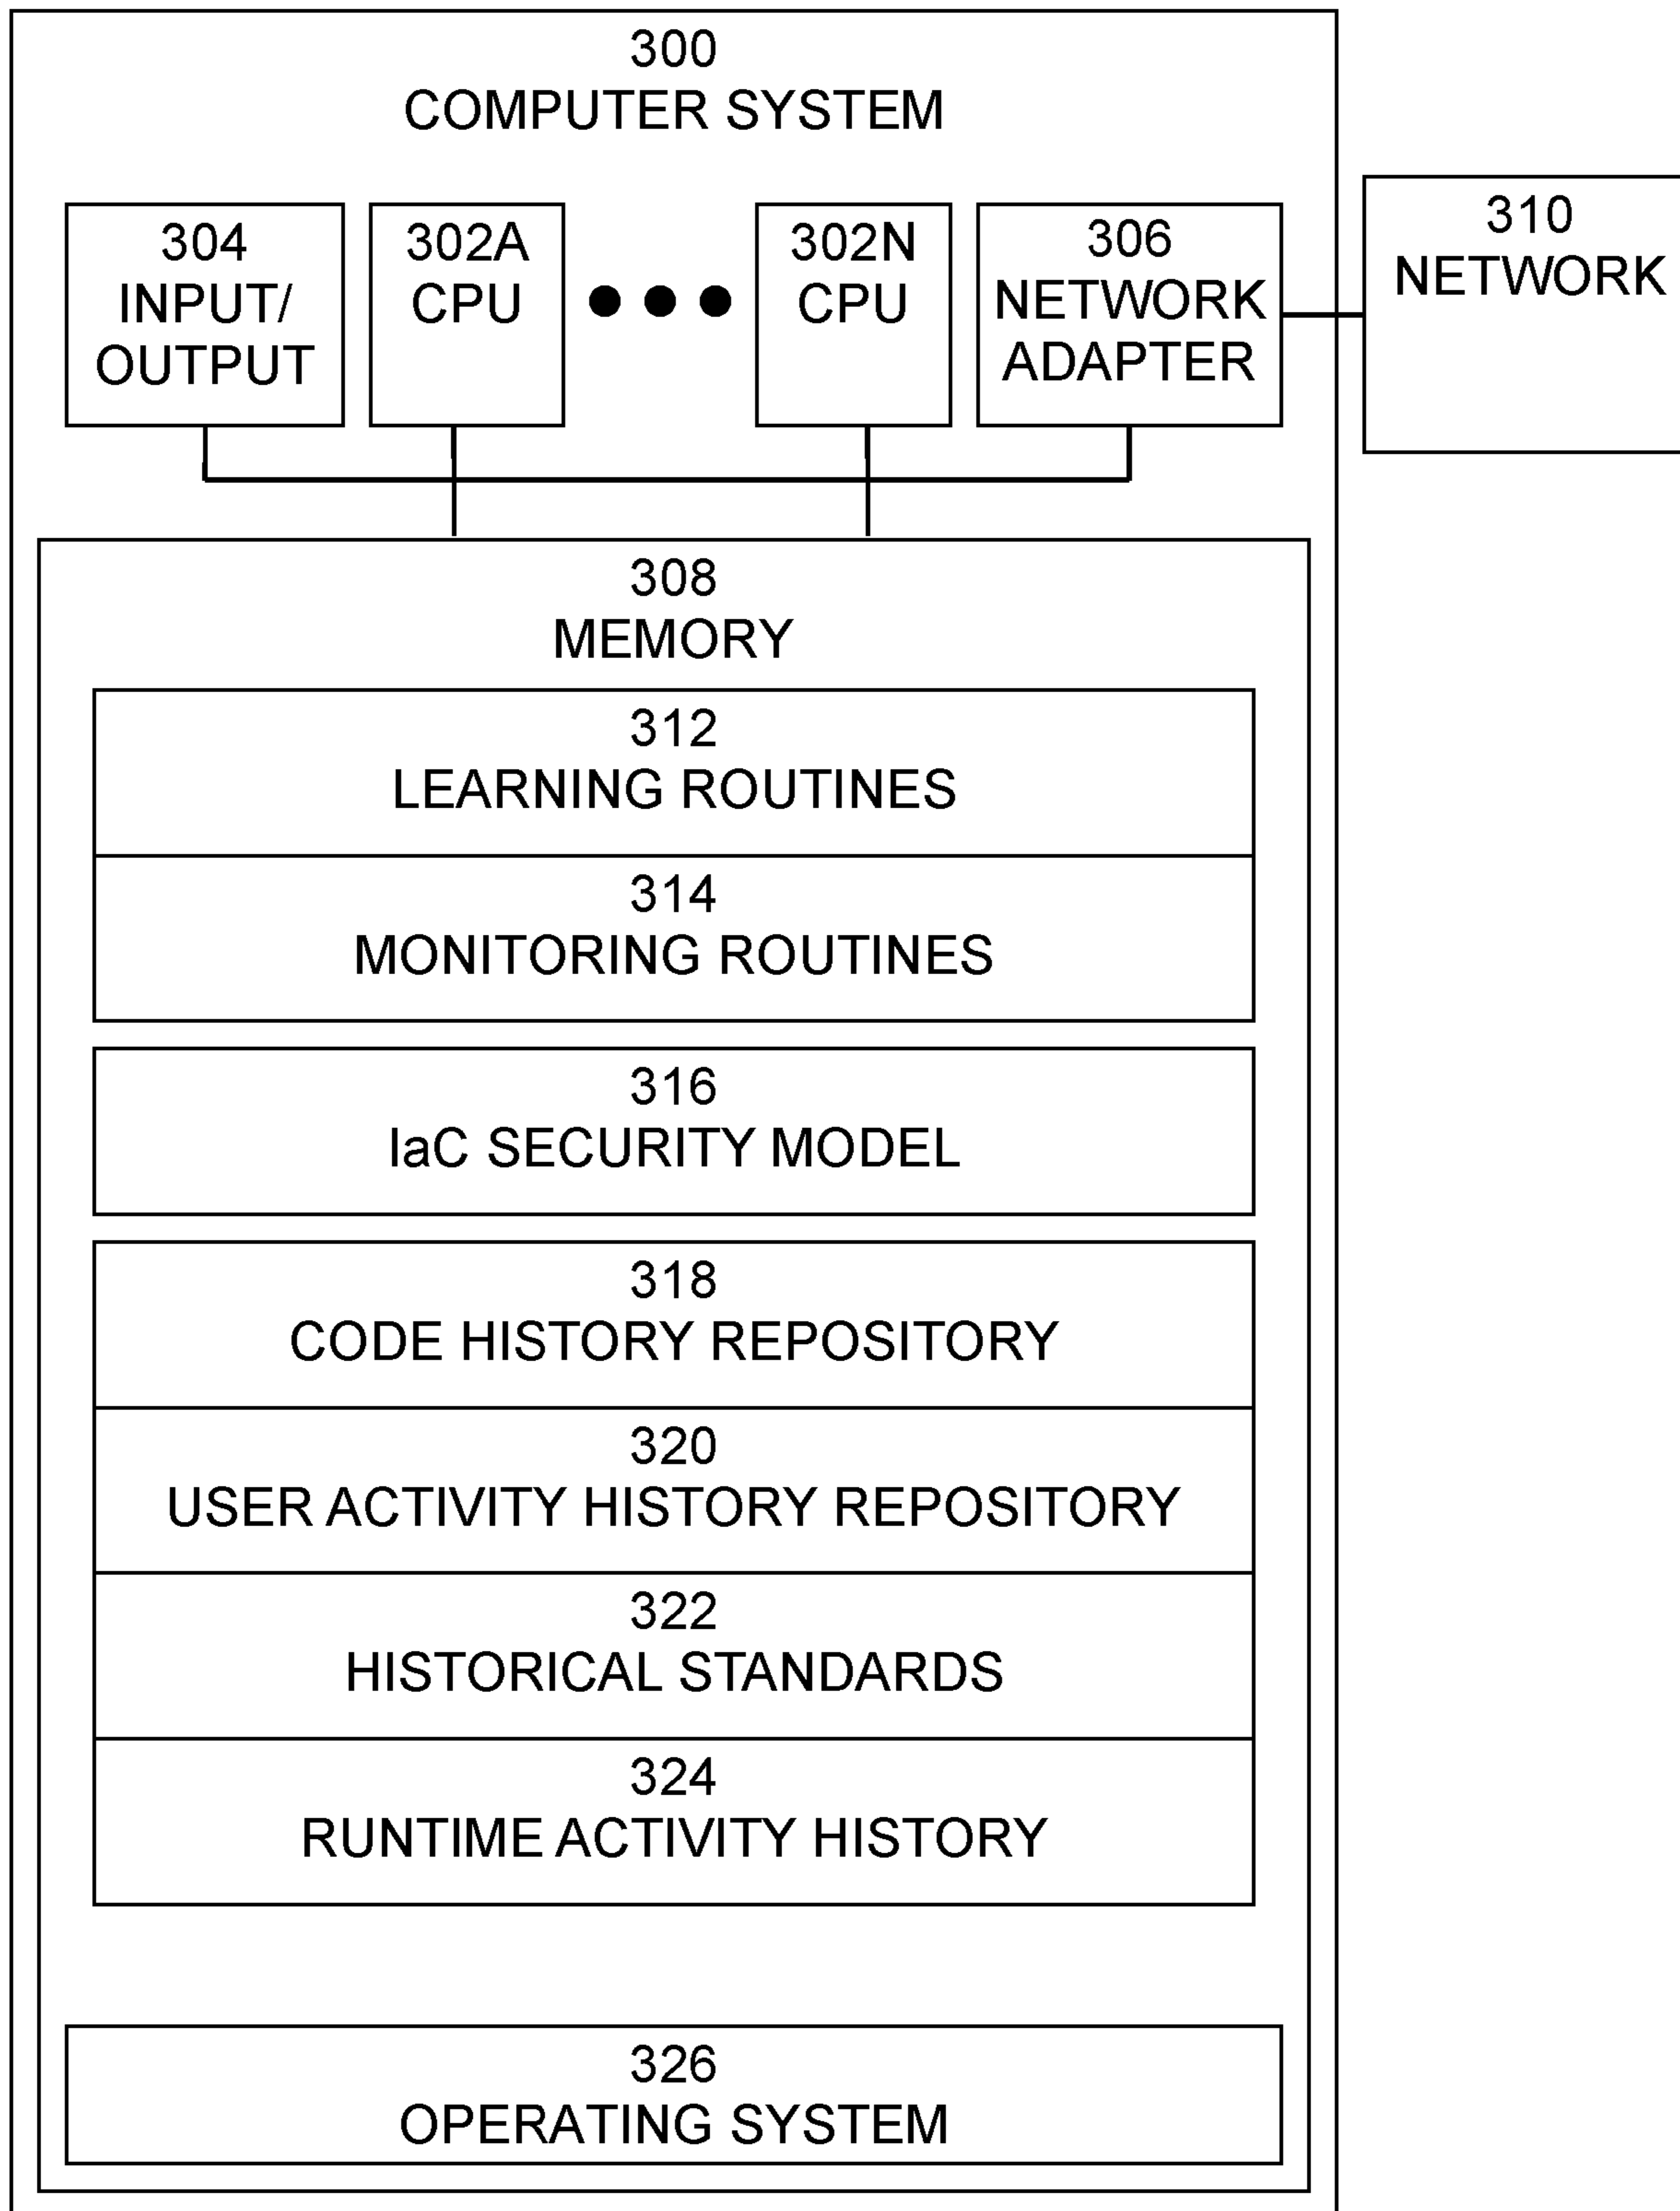 300
COMPUTER SYSTEM
304
INPUT/
OUTPUT
302A
CPU
302N
CPU
306
NETWORK
ADAPTER
310
NETWORK
308
MEMORY
312
LEARNING ROUTINES
314
MONITORING ROUTINES
316
IaC SECURITY MODEL
318
CODE HISTORY REPOSITORY
320
USER ACTIVITY HISTORY REPOSITORY
322
HISTORICAL STANDARDS
324
RUNTIME ACTIVITY HISTORY
326
OPERATING SYSTEM